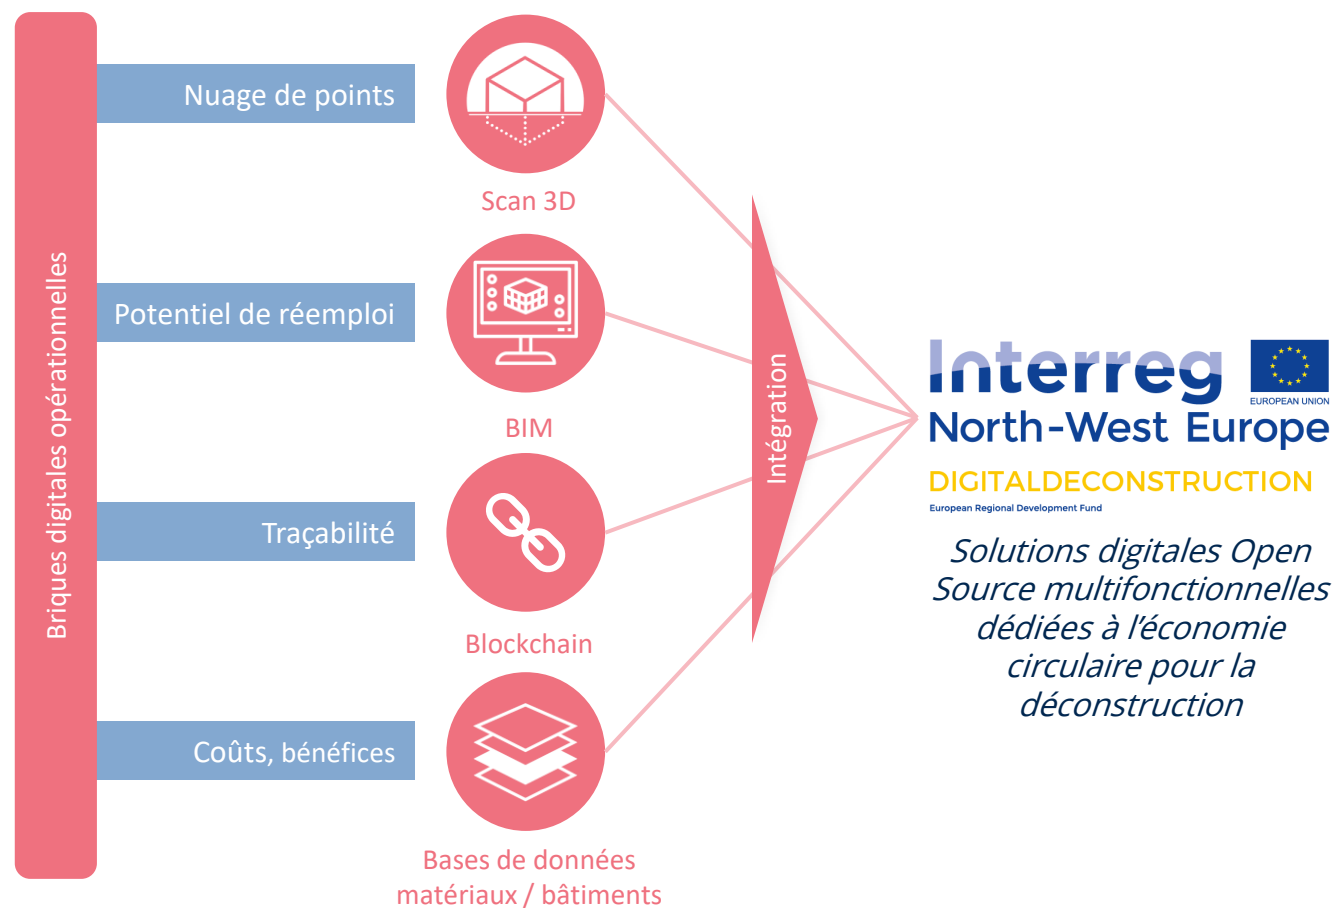 Briques digitales opérationnelles
Nuage de points
Scan 3D
Potentiel de réemploi
BIM
Traçabilité
Blockchain
Coûts, bénéfices
Bases de données
matériaux / bâtiments
Intégration
Interreg
EUROPEAN UNION
North-West Europe
DIGITALDECONSTRUCTION
European Regional Development Fund
Solutions digitales Open
Source multifonctionnelles
dédiées à l’économie
circulaire pour la
déconstruction